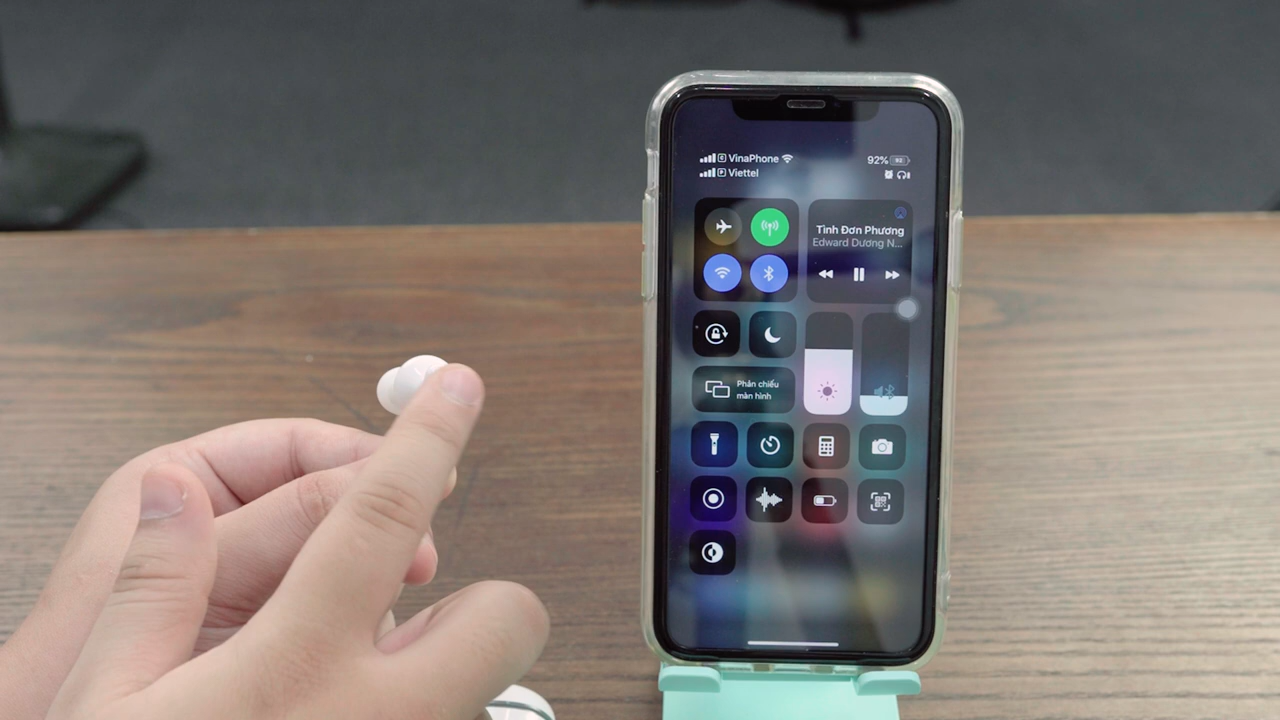 VinaPhone
92%
Viettel
Tình Đơn Phương
Edward Dương N...
Phản chiếu
màn hình